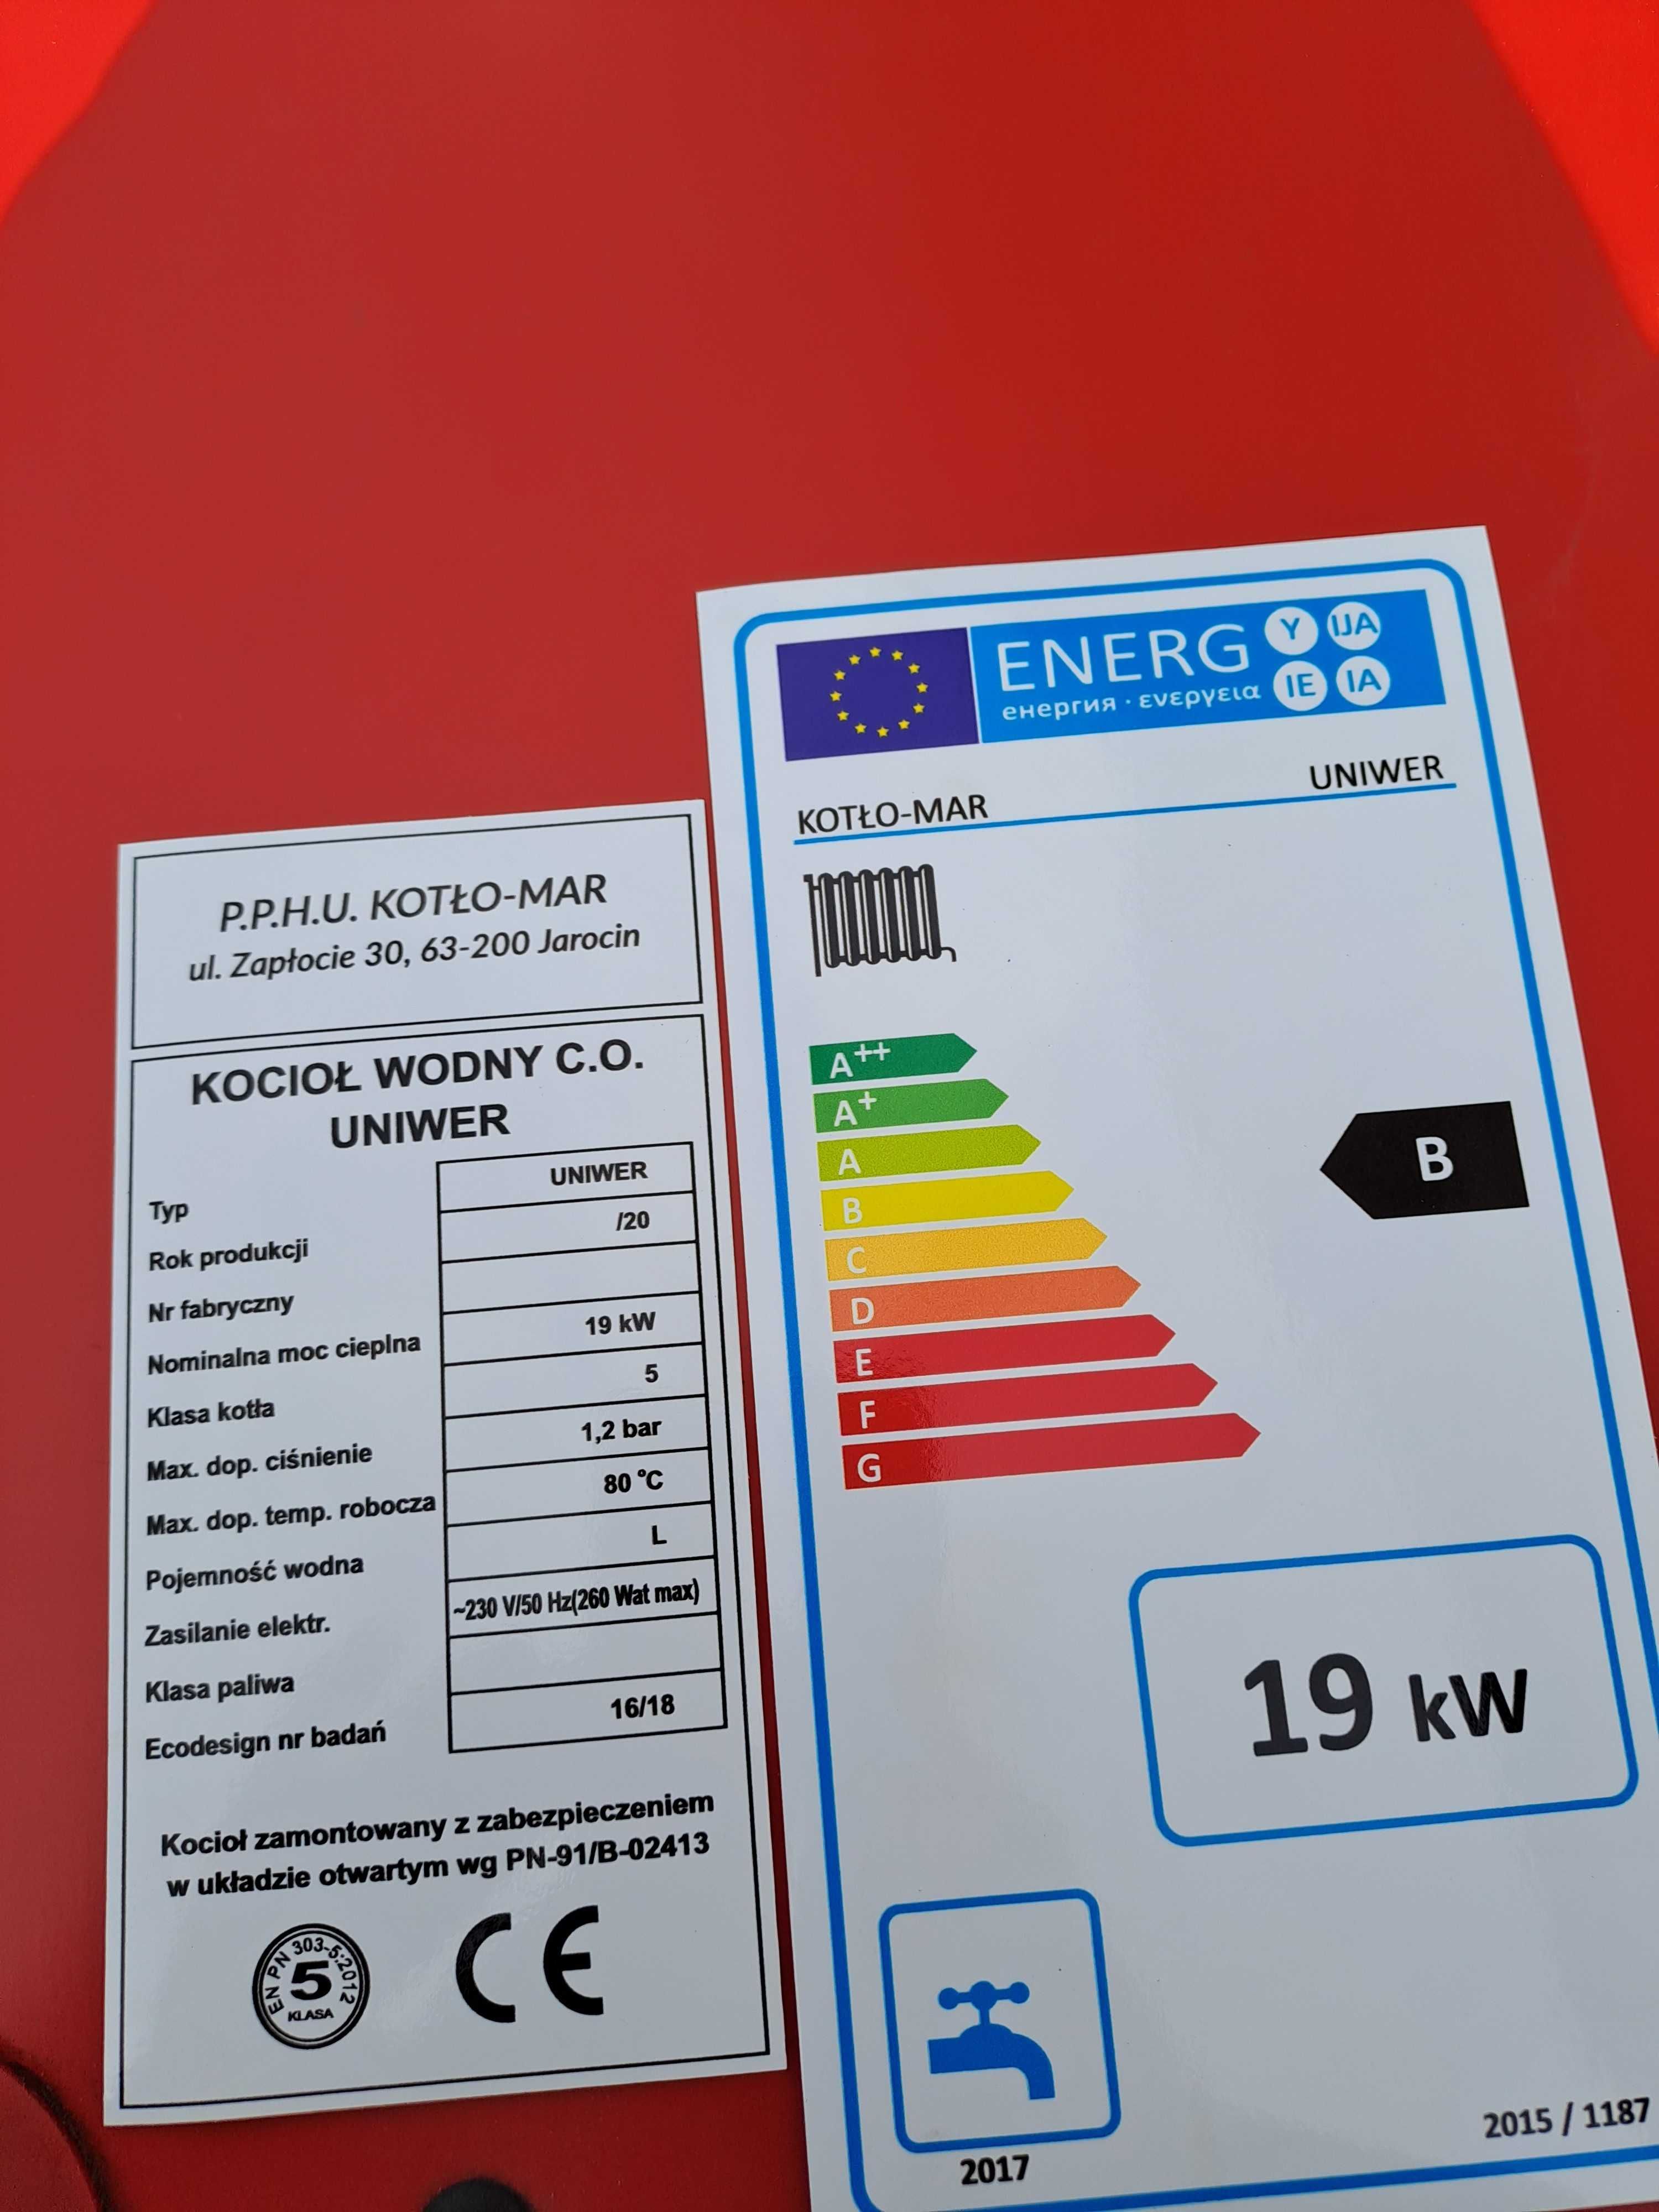 P.P.H.U. KOTŁO-MAR
ul. Zapłocie 30, 63-200 Jarocin
KOCIOŁ WODNY C.O.
UNIWER
Typ UNIWER
Rok produkcji /20
Nr fabryczny
Nominalna moc cieplna 19 kW
Klasa kotła 5
Max. dop. ciśnienie 1,2 bar
Max. dop. temp. robocza 80 °C
Pojemność wodna L
Zasilanie elektr. ~230 V/50 Hz(260 Wat max)
Klasa paliwa
Ecodesign nr badań 16/18
Kocioł zamontowany z zabezpieczeniem
w układzie otwartym wg PN-91/B-02413
EN PN 303-5:2012
5
KLASA
CE
ENERG Y IJA
енергия · ενεργεια IE IA
KOTŁO-MAR UNIWER
A++
A+
A
B
C
D
E
F
G
B
19 kW
2017
2015 / 1187